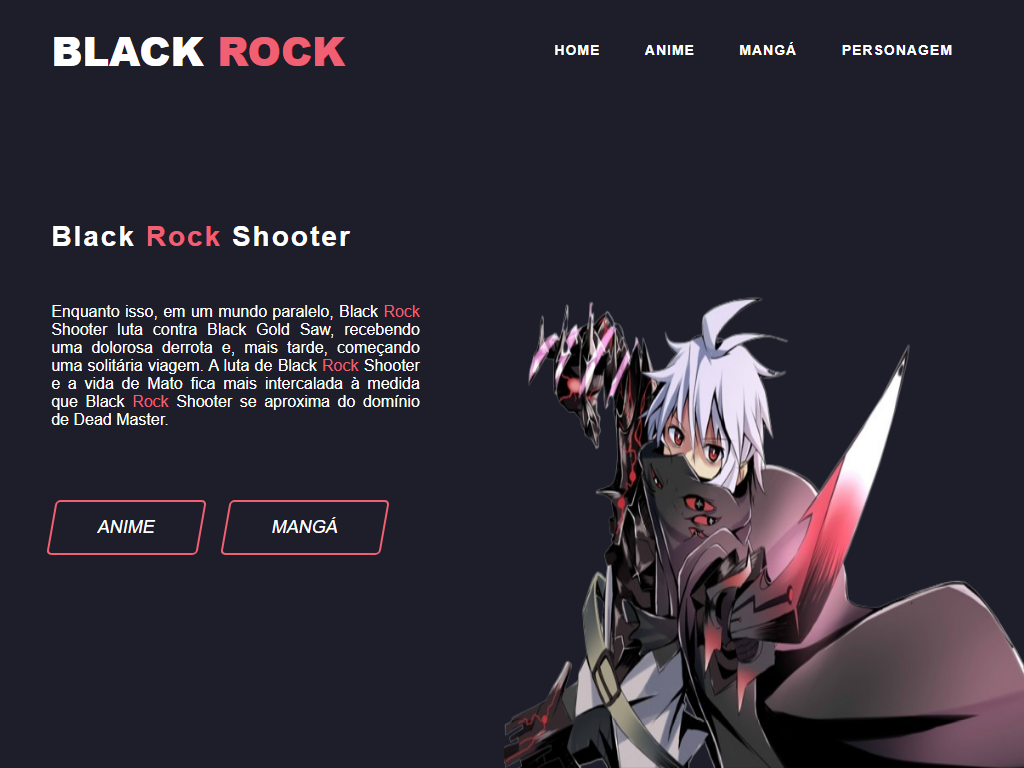 BLACK ROCK
HOME ANIME MANGÁ PERSONAGEM
Black Rock Shooter
Enquanto isso, em um mundo paralelo, Black Rock
Shooter luta contra Black Gold Saw, recebendo
uma dolorosa derrota e, mais tarde, começando
uma solitária viagem. A luta de Black Rock Shooter
e a vida de Mato fica mais intercalada à medida
que Black Rock Shooter se aproxima do domínio
de Dead Master.
ANIME MANGÁ